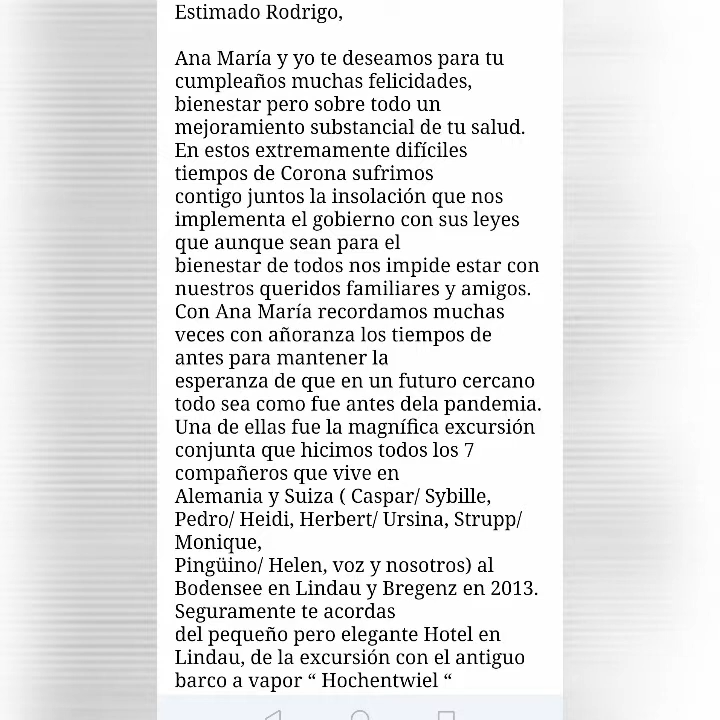 Estimado Rodrigo,
Ana María y yo te deseamos para tu
cumpleaños muchas felicidades,
bienestar pero sobre todo un
mejoramiento substancial de tu salud.
En estos extremamente difíciles
tiempos de Corona sufrimos
contigo juntos la insolación que nos
implementa el gobierno con sus leyes
que aunque sean para el
bienestar de todos nos impide estar con
nuestros queridos familiares y amigos.
Con Ana María recordamos muchas
veces con añoranza los tiempos de
antes para mantener la
esperanza de que en un futuro cercano
todo sea como fue antes dela pandemia.
Una de ellas fue la magnífica excursión
conjunta que hicimos todos los 7
compañeros que vive en
Alemania y Suiza ( Caspar/ Sybille,
Pedro/ Heidi, Herbert/ Ursina, Strupp/
Monique,
Pingüino/ Helen, voz y nosotros) al
Bodensee en Lindau y Bregenz en 2013.
Seguramente te acordas
del pequeño pero elegante Hotel en
Lindau, de la excursión con el antiguo
barco a vapor “ Hochentwiel “